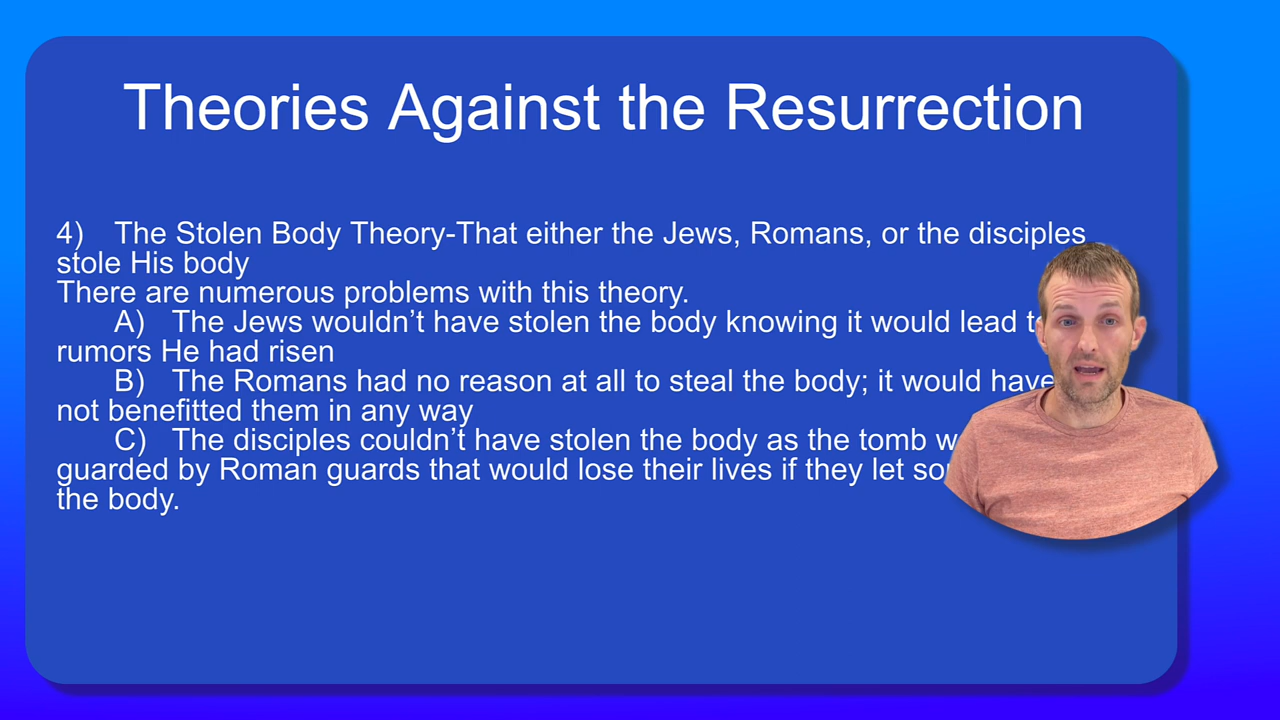 Theories Against the Resurrection
4) The Stolen Body Theory-That either the Jews, Romans, or the disciples
stole His body
There are numerous problems with this theory.
A) The Jews wouldn’t have stolen the body knowing it would lead
rumors He had risen
B) The Romans had no reason at all to steal the body; it would have
not benefitted them in any way
C) The disciples couldn’t have stolen the body as the tomb
guarded by Roman guards that would lose their lives if they let
the body.